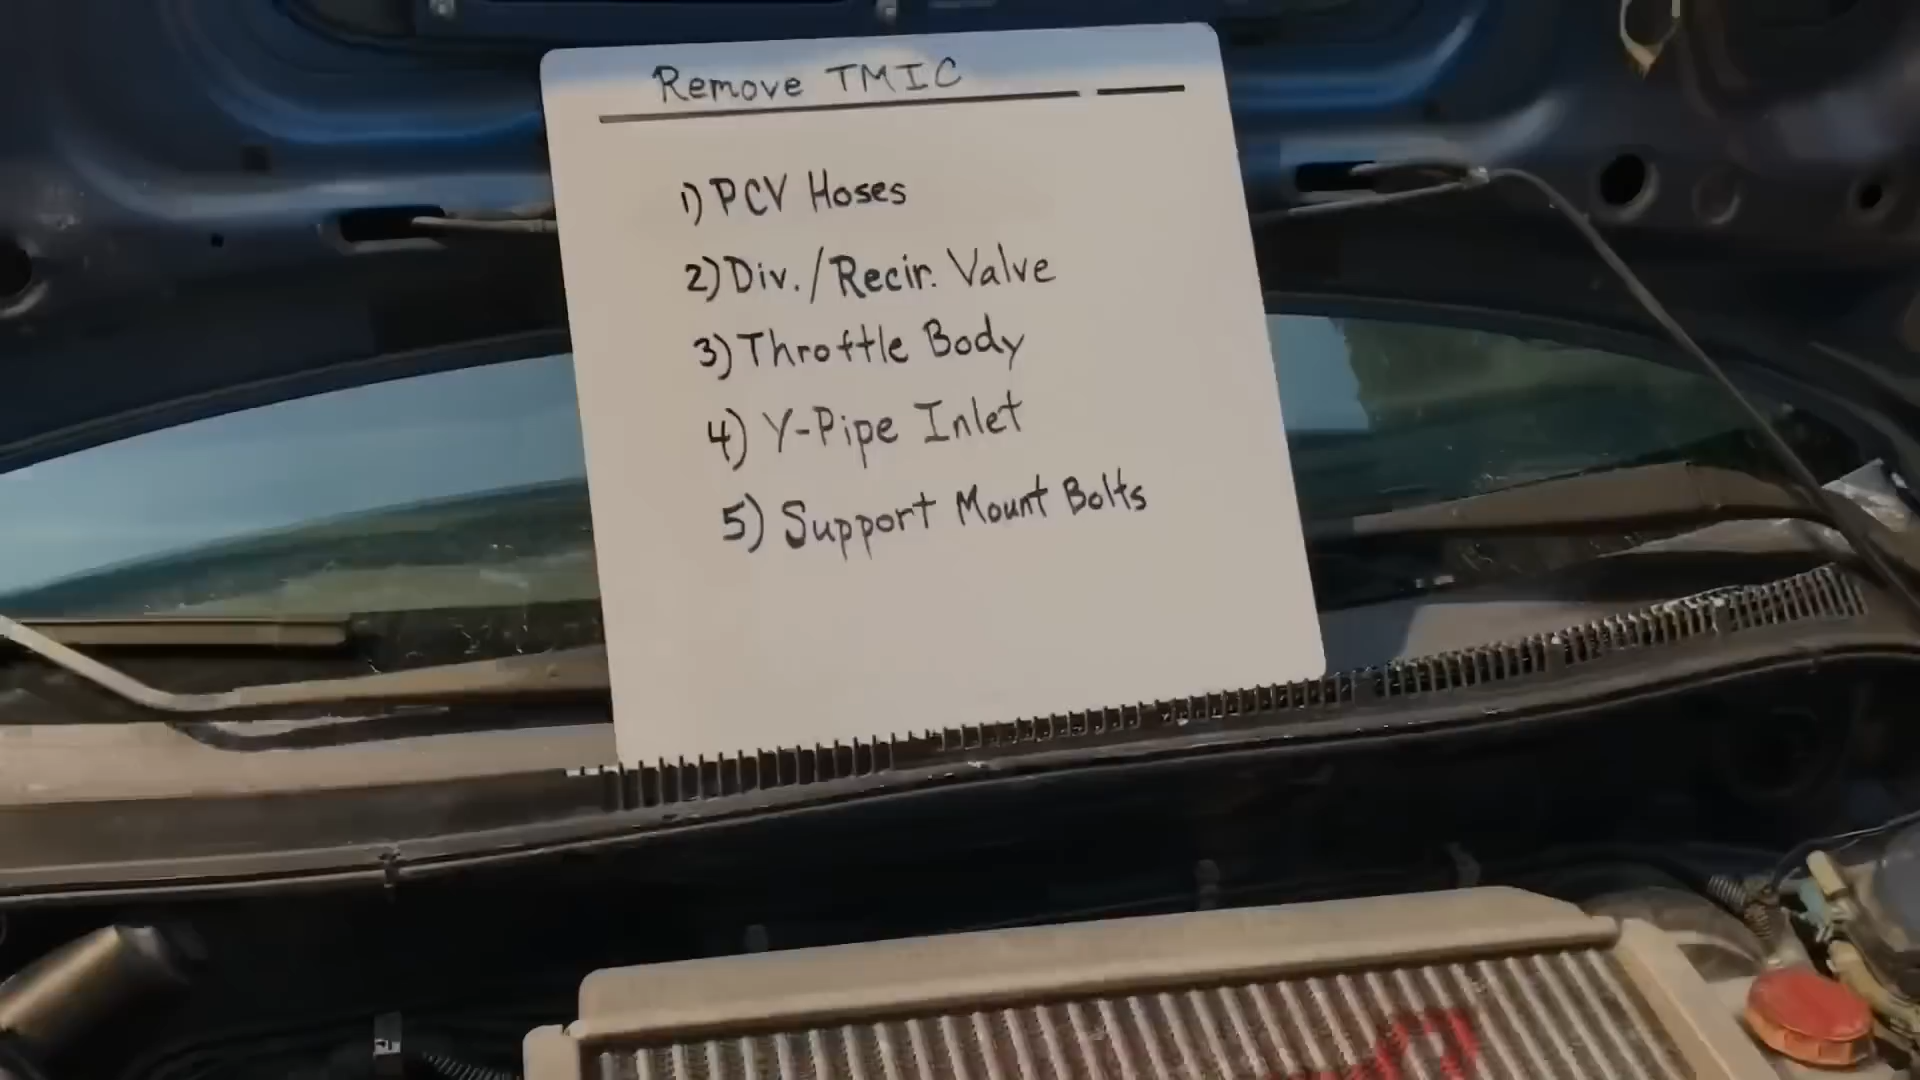 Remove TMIC
1) PCV Hoses
2) Div./Recir. Valve
3) Throttle Body
4) Y-Pipe Inlet
5) Support Mount Bolts